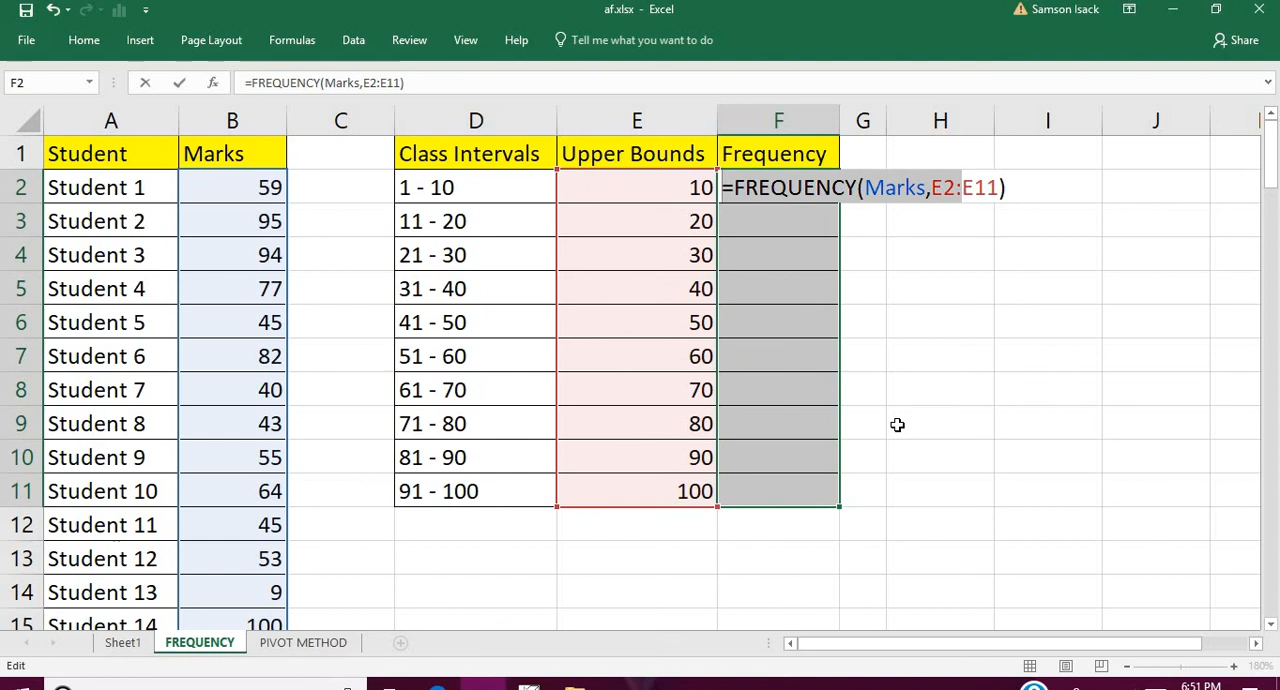 af.xlsx - Excel
Samson Isack
File Home Insert Page Layout Formulas Data Review View Help Tell me what you want to do Share
F2 fx =FREQUENCY(Marks,E2:E11)
A B C D E F G H I J
1 Student Marks Class Intervals Upper Bounds Frequency
2 Student 1 59 1 - 10 10 =FREQUENCY(Marks,E2:E11)
3 Student 2 95 11 - 20 20
4 Student 3 94 21 - 30 30
5 Student 4 77 31 - 40 40
6 Student 5 45 41 - 50 50
7 Student 6 82 51 - 60 60
8 Student 7 40 61 - 70 70
9 Student 8 43 71 - 80 80
10 Student 9 55 81 - 90 90
11 Student 10 64 91 - 100 100
12 Student 11 45
13 Student 12 53
14 Student 13 9
15 Student 14 100
Sheet1 FREQUENCY PIVOT METHOD
Edit 180%
6:51 PM